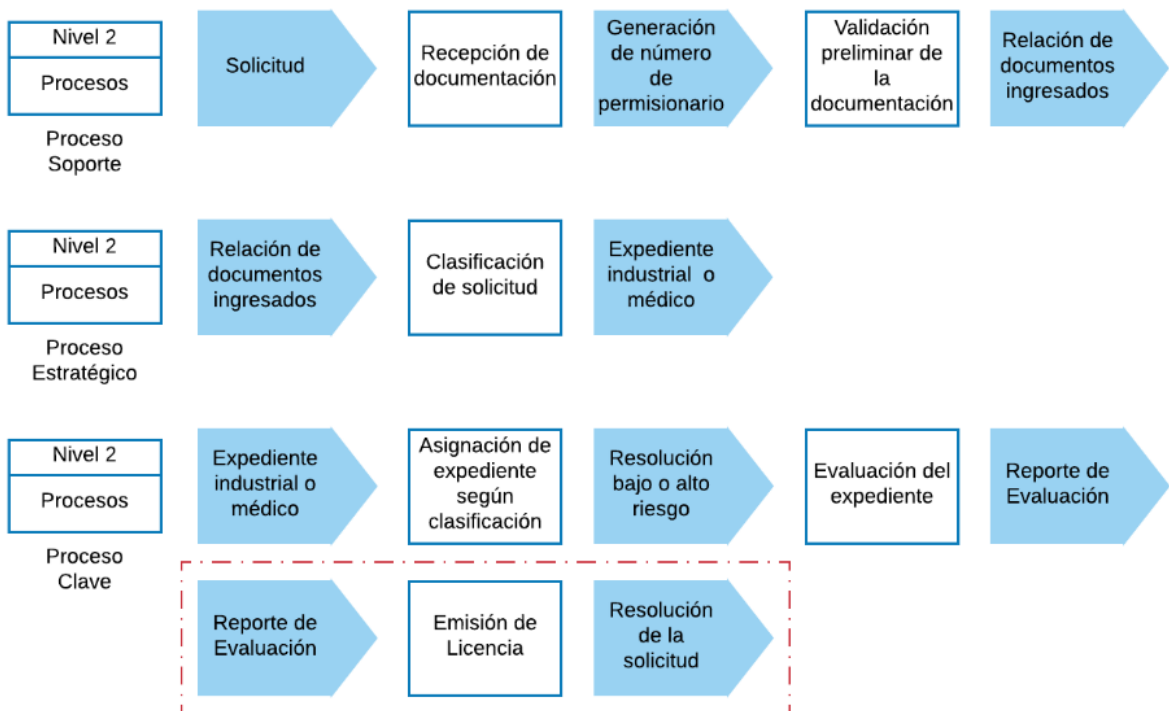 Nivel 2
Procesos
Proceso
Soporte
Solicitud
Recepción de
documentación
Generación
de número
de
permisionario
Validación
preliminar de
la
documentación
Relación de
documentos
ingresados
Nivel 2
Procesos
Proceso
Estratégico
Relación de
documentos
ingresados
Clasificación
de solicitud
Expediente
industrial o
médico
Nivel 2
Procesos
Proceso
Clave
Expediente
industrial o
médico
Asignación de
expediente
según
clasificación
Resolución
bajo o alto
riesgo
Evaluación del
expediente
Reporte de
Evaluación
Reporte de
Evaluación
Emisión de
Licencia
Resolución
de la
solicitud